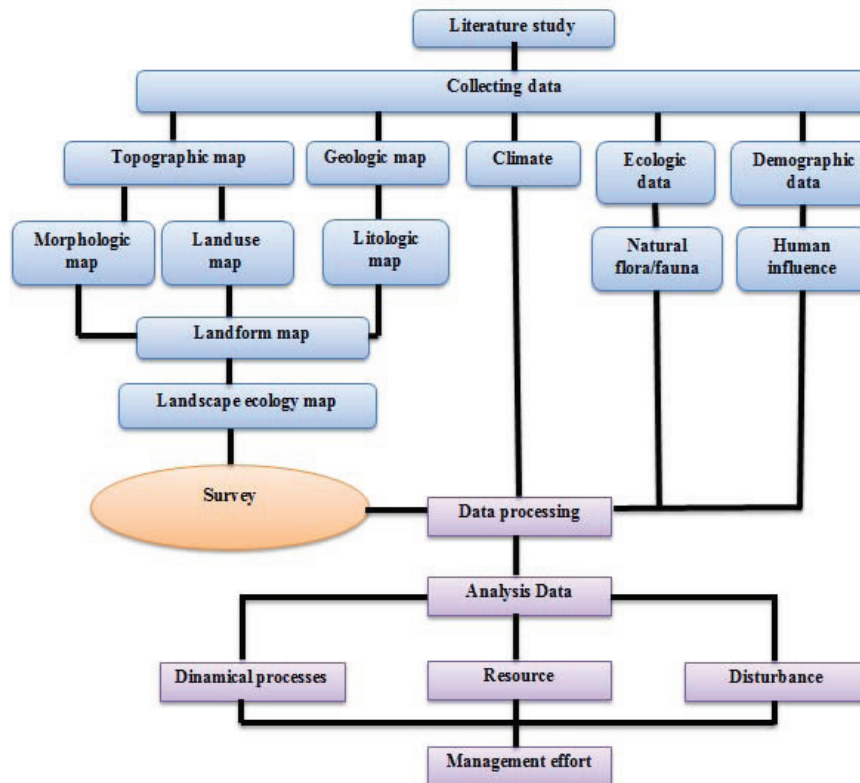 Literature study
Collecting data
Topographic map
Geologic map
Climate
Ecologic
data
Demographic
data
Morphologic
map
Landuse
map
Litologic
map
Natural
flora/fauna
Human
influence
Landform map
Landscape ecology map
Survey
Data processing
Analysis Data
Dinamical processes
Resource
Disturbance
Management effort